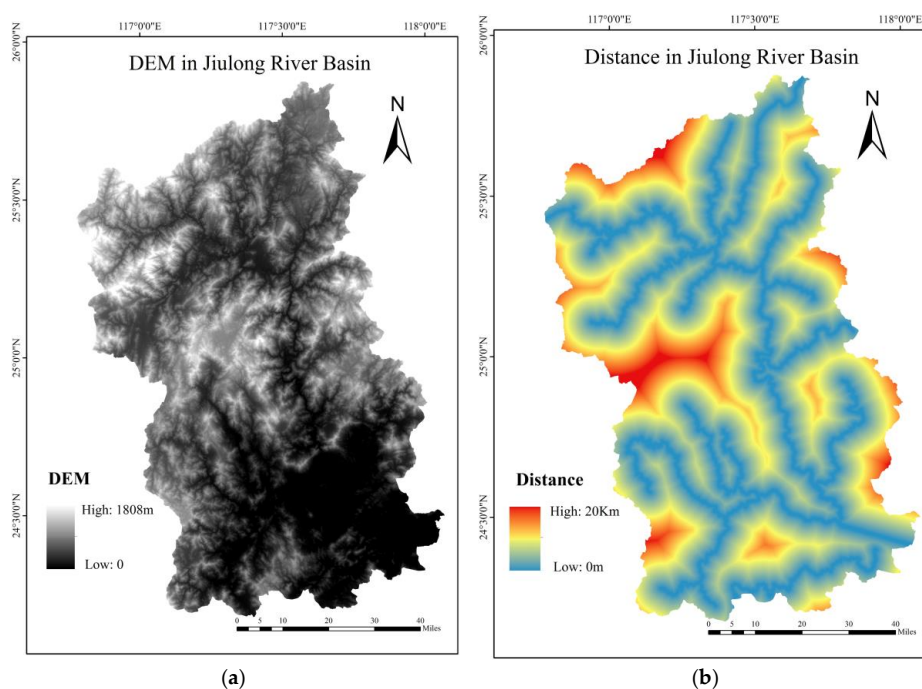 117°0'0"E 117°30'0"E 118°0'0"E
26°0'0"N
25°30'0"N
25°0'0"N
24°30'0"N
DEM in Jiulong River Basin
N
DEM
High: 1808m
Low: 0
0 5 10 20 30 40
Miles
(a)
117°0'0"E 117°30'0"E 118°0'0"E
26°0'0"N
25°30'0"N
25°0'0"N
24°30'0"N
Distance in Jiulong River Basin
N
Distance
High: 20Km
Low: 0m
0 5 10 20 30 40
Miles
(b)